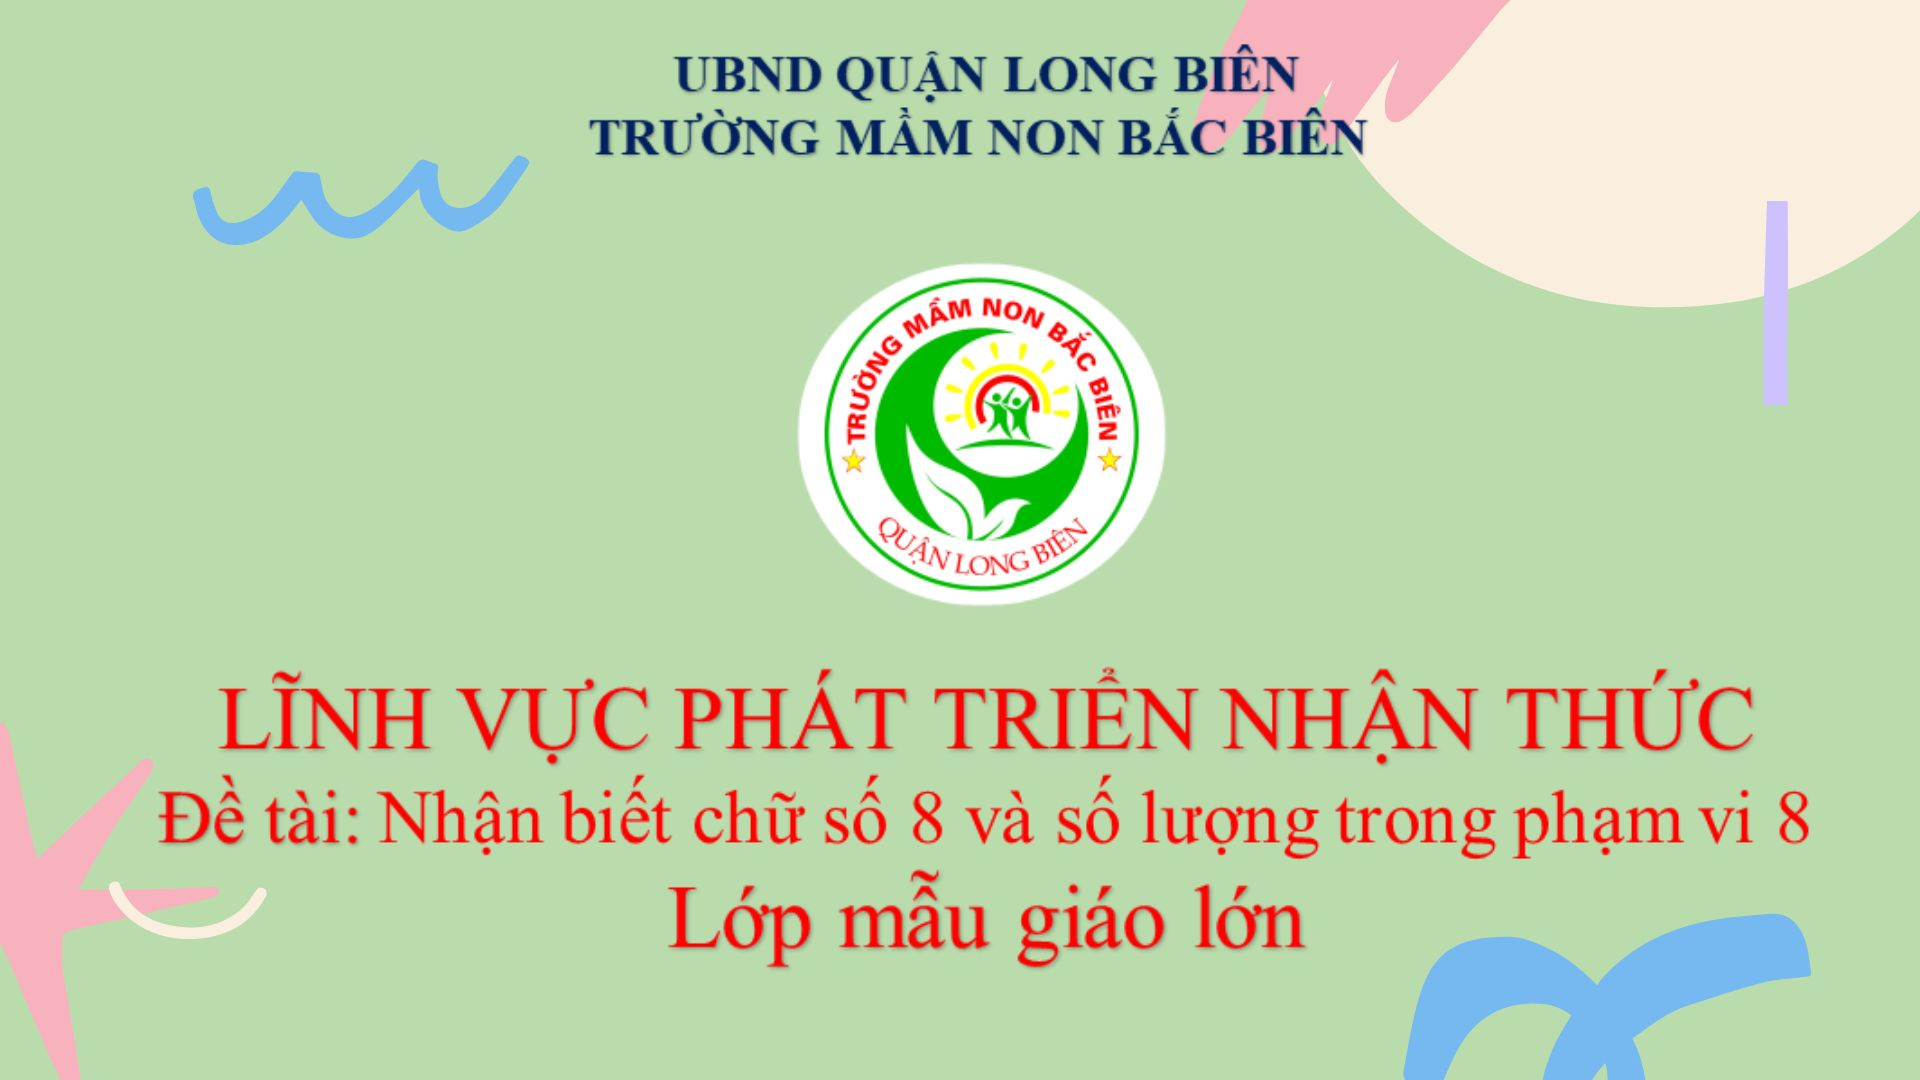 UBND QUẬN LONG BIÊN
TRƯỜNG MẦM NON BẮC BIÊN
TRƯỜNG MẦM NON BẮC BIÊN
QUẬN LONG BIÊN
LĨNH VỰC PHÁT TRIỂN NHẬN THỨC
Đề tài: Nhận biết chữ số 8 và số lượng trong phạm vi 8
Lớp mẫu giáo lớn